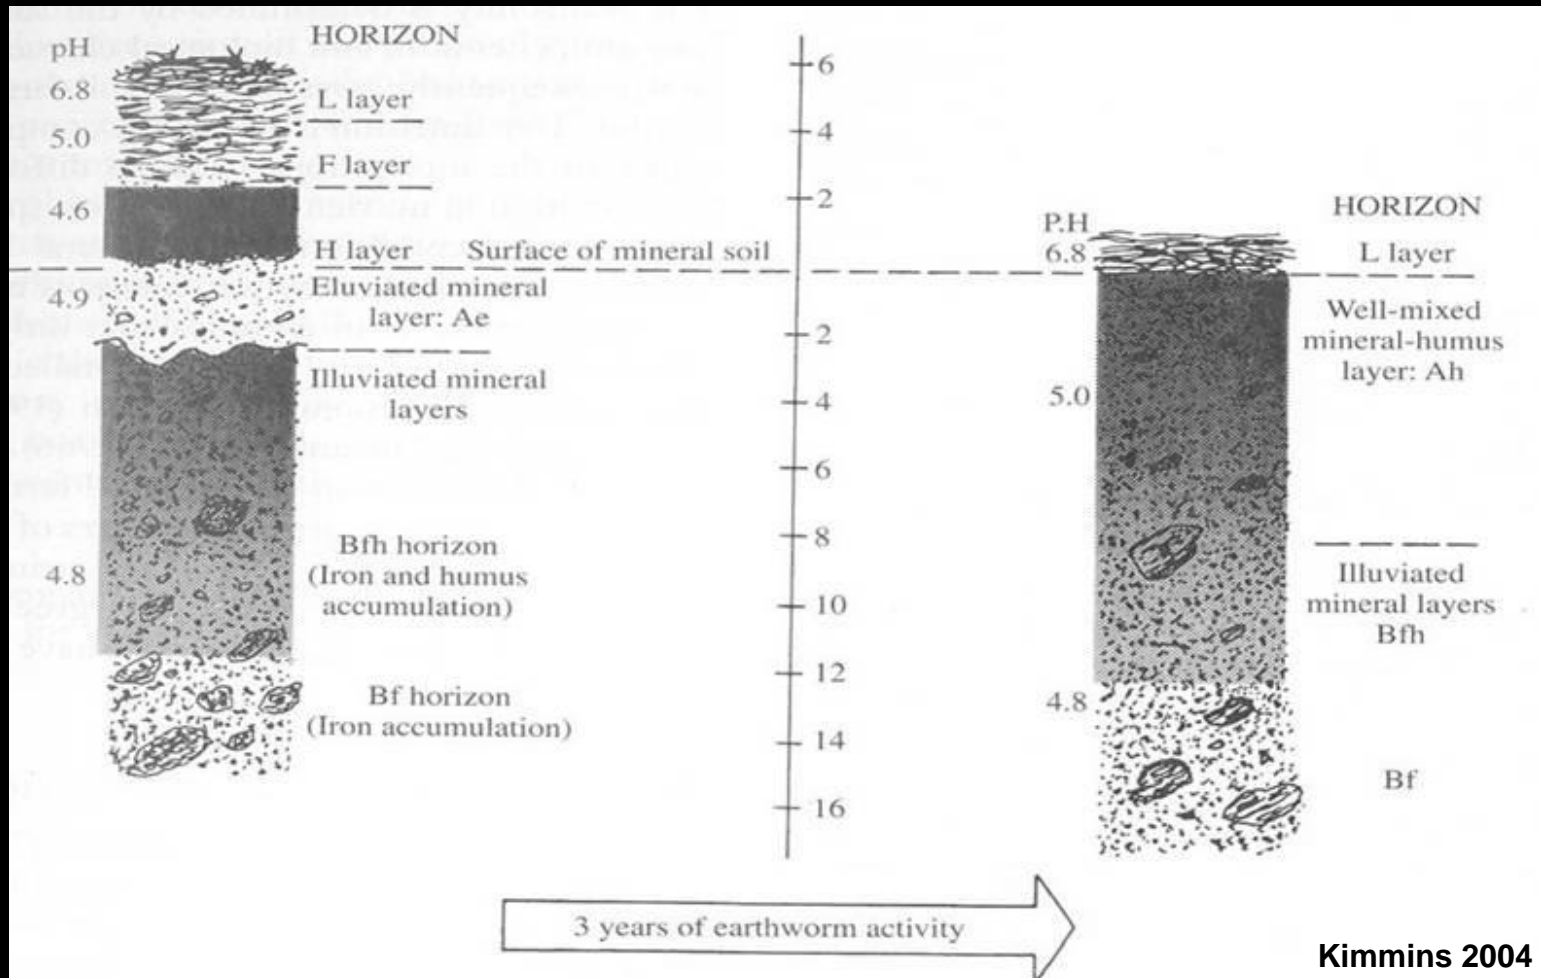 HORIZON
pH
6.8
L layer
5.0
F layer
4.6
H layer
Surface of mineral soil
4.9
Eluviated mineral
layer: Ae
Illuviated mineral
layers
Bfh horizon
(Iron and humus
accumulation)
4.8
Bf horizon
(Iron accumulation)
6
4
2
2
4
6
8
10
12
14
16
HORIZON
P.H
6.8
L layer
Well-mixed
mineral-humus
layer: Ah
5.0
Illuviated
mineral layers
Bfh
4.8
Bf
3 years of earthworm activity
Kimmins 2004